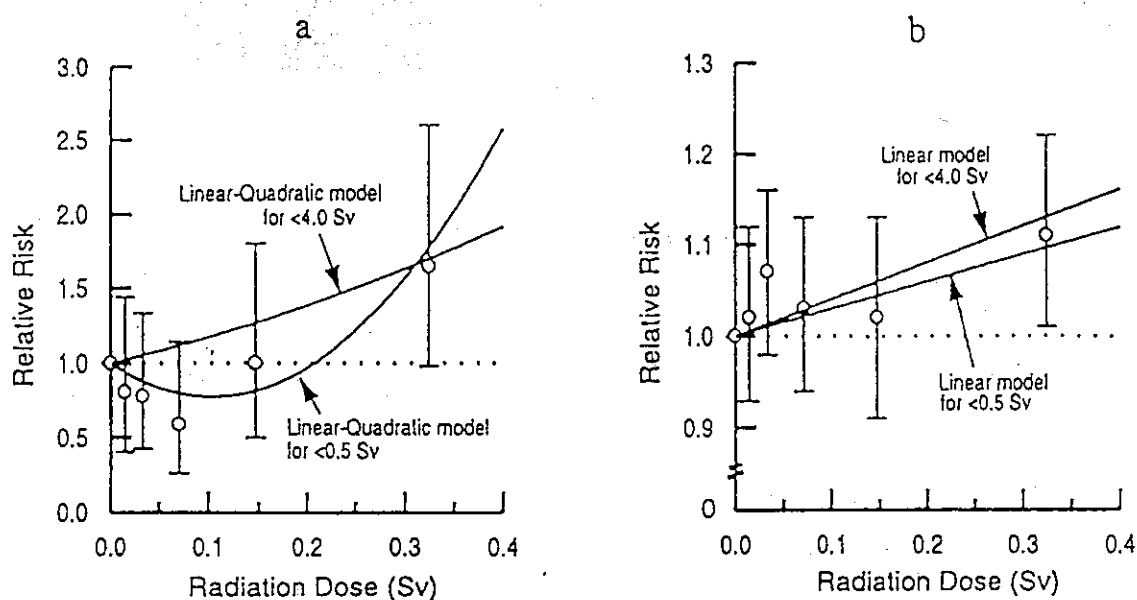 a
3.0
2.5
2.0
1.5
1.0
0.5
0.0
Relative Risk
Linear-Quadratic model
for <4.0 Sv
Linear-Quadratic model
for <0.5 Sv
0.0 0.1 0.2 0.3 0.4
Radiation Dose (Sv)
b
1.3
1.2
1.1
1.0
0.9
0
Relative Risk
Linear model
for <4.0 Sv
Linear model
for <0.5 Sv
0.0 0.1 0.2 0.3 0.4
Radiation Dose (Sv)